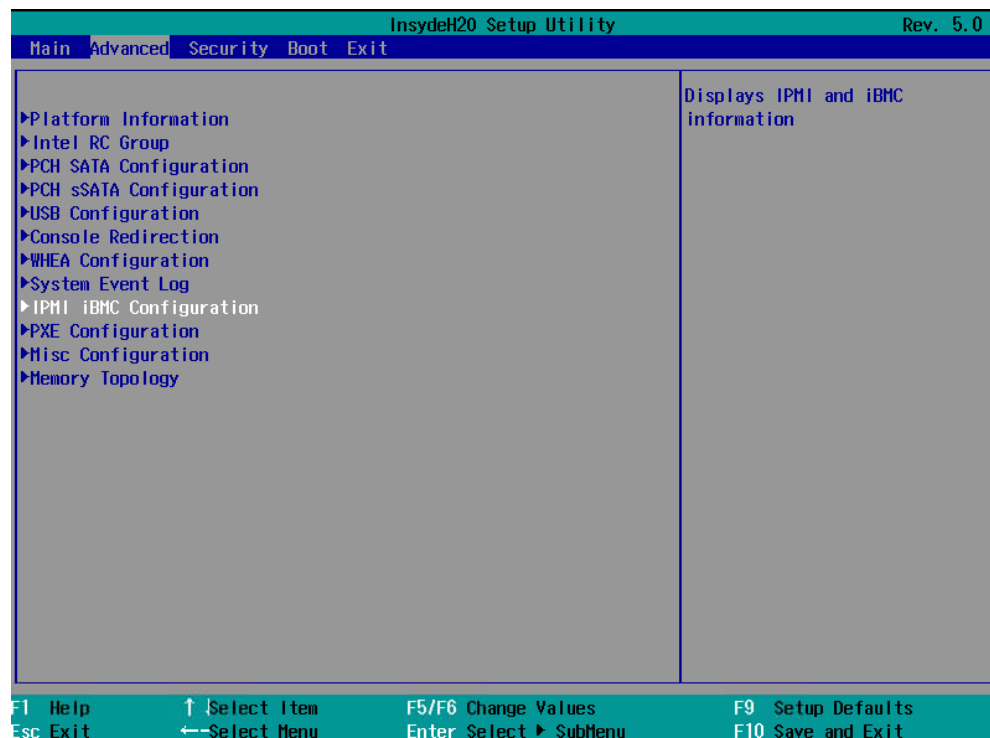 InsydeH20 Setup Utility Rev. 5.0
Main Advanced Security Boot Exit
Displays IPMI and iBMC
information
▶Platform Information
▶Intel RC Group
▶PCH SATA Configuration
▶PCH sSATA Configuration
▶USB Configuration
▶Console Redirection
▶WHEA Configuration
▶System Event Log
▶IPMI iBMC Configuration
▶PXE Configuration
▶Misc Configuration
▶Memory Topology
F1 Help ↑↓Select Item F5/F6 Change Values F9 Setup Defaults
Esc Exit ←→Select Menu Enter Select ▶ SubMenu F10 Save and Exit